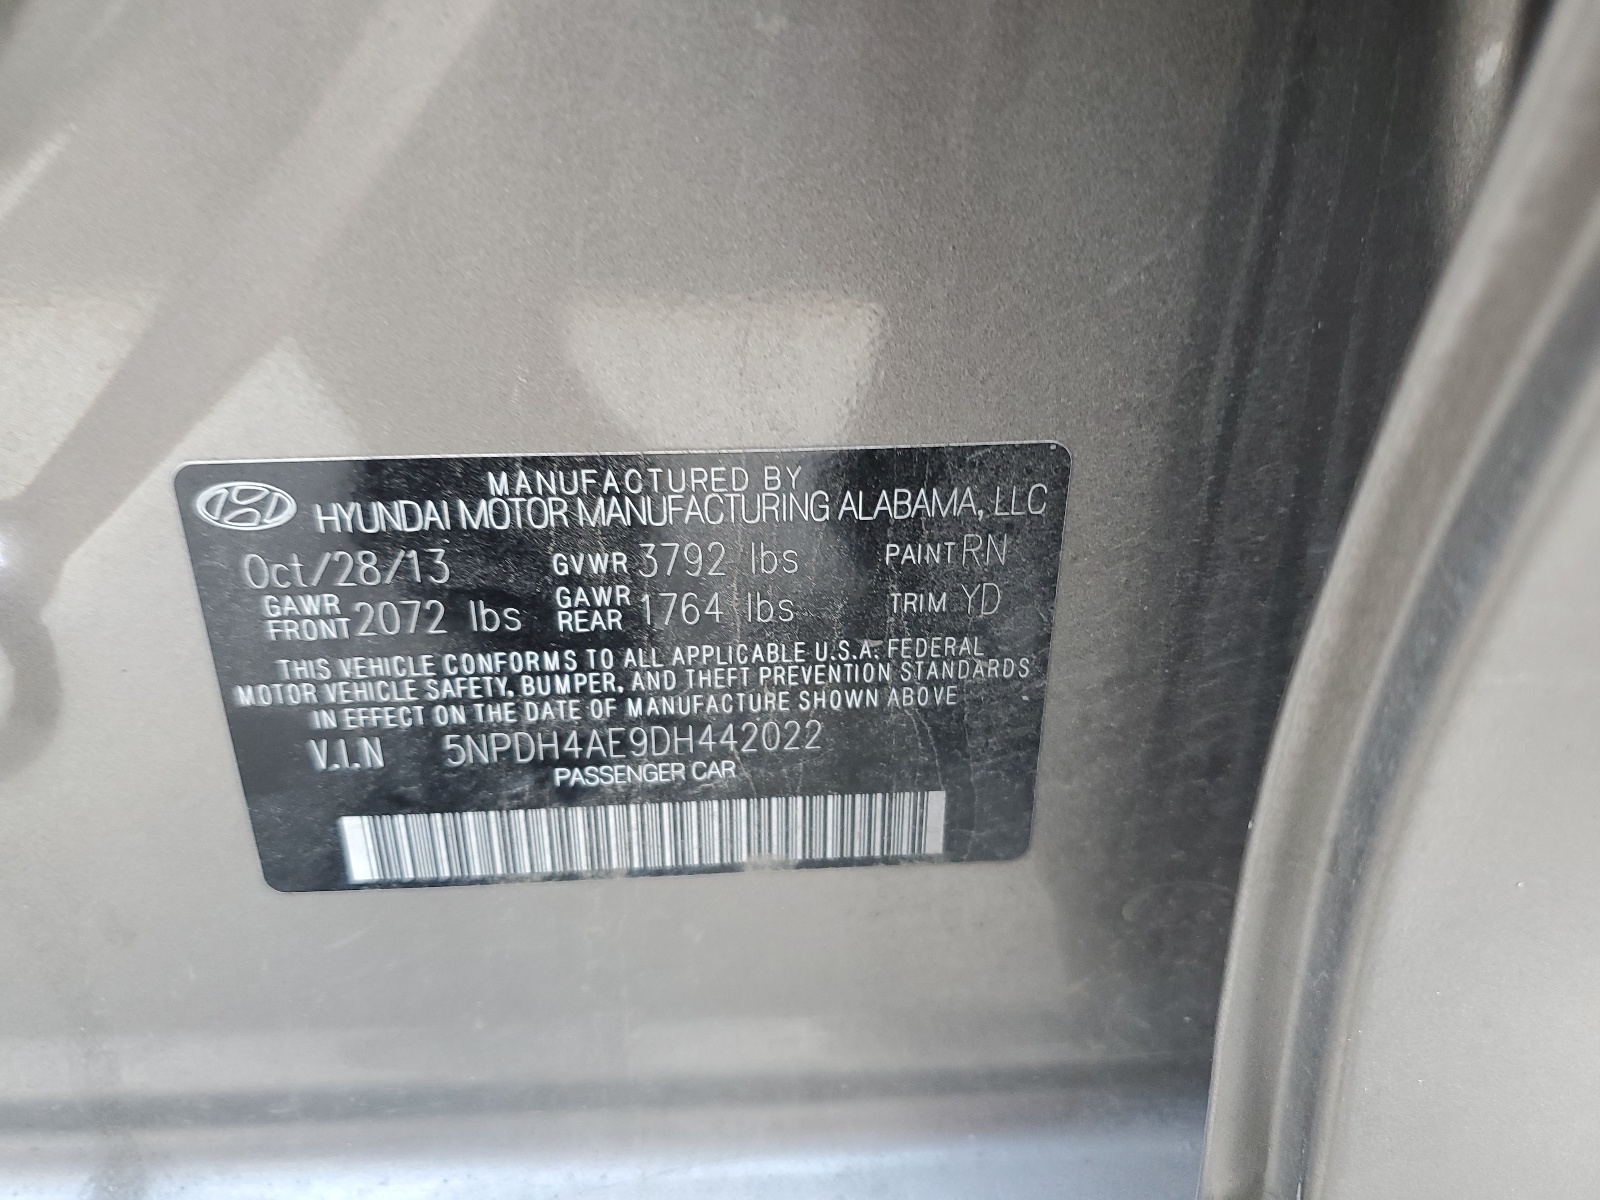 MANUFACTURED BY
HYUNDAI MOTOR MANUFACTURING ALABAMA, LLC
Oct/28/13 GVWR 3792 lbs PAINT RN
GAWR FRONT 2072 lbs GAWR REAR 1764 lbs TRIM YD
THIS VEHICLE CONFORMS TO ALL APPLICABLE U.S.A. FEDERAL
MOTOR VEHICLE SAFETY, BUMPER, AND THEFT PREVENTION STANDARDS
IN EFFECT ON THE DATE OF MANUFACTURE SHOWN ABOVE
V.I.N 5NPDH4AE9DH442022
PASSENGER CAR